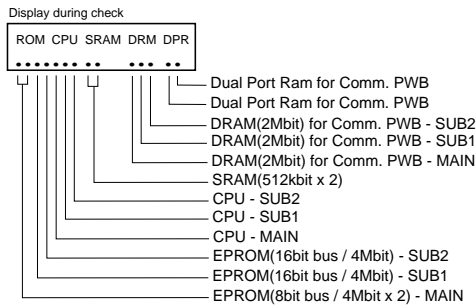 Display during check
ROM CPU SRAM DRM DPR
Dual Port Ram for Comm. PWB
Dual Port Ram for Comm. PWB
DRAM(2Mbit) for Comm. PWB - SUB2
DRAM(2Mbit) for Comm. PWB - SUB1
DRAM(2Mbit) for Comm. PWB - MAIN
SRAM(512kbit x 2)
CPU - SUB2
CPU - SUB1
CPU - MAIN
EPROM(16bit bus / 4Mbit) - SUB2
EPROM(16bit bus / 4Mbit) - SUB1
EPROM(8bit bus / 4Mbit x 2) - MAIN